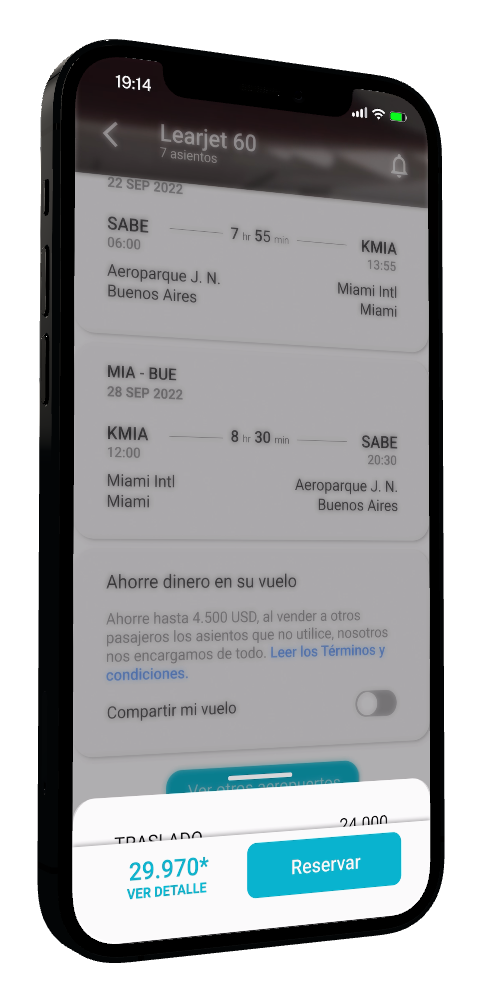 19:14
Learjet 60
7 asientos
22 SEP 2022
SABE 7 hr 55 min KMIA
06:00 13:55
Aeroparque J. N. Miami Intl
Buenos Aires Miami
MIA - BUE
28 SEP 2022
KMIA 8 hr 30 min SABE
12:00 20:30
Miami Intl Aeroparque J. N.
Miami Buenos Aires
Ahorre dinero en su vuelo
Ahorre hasta 4.500 USD, al vender a otros
pasajeros los asientos que no utilice, nosotros
nos encargamos de todo. Leer los Términos y
condiciones.
Compartir mi vuelo
Ver otros aeropuertos
TRASLADO 24.000
29.970* Reservar
VER DETALLE